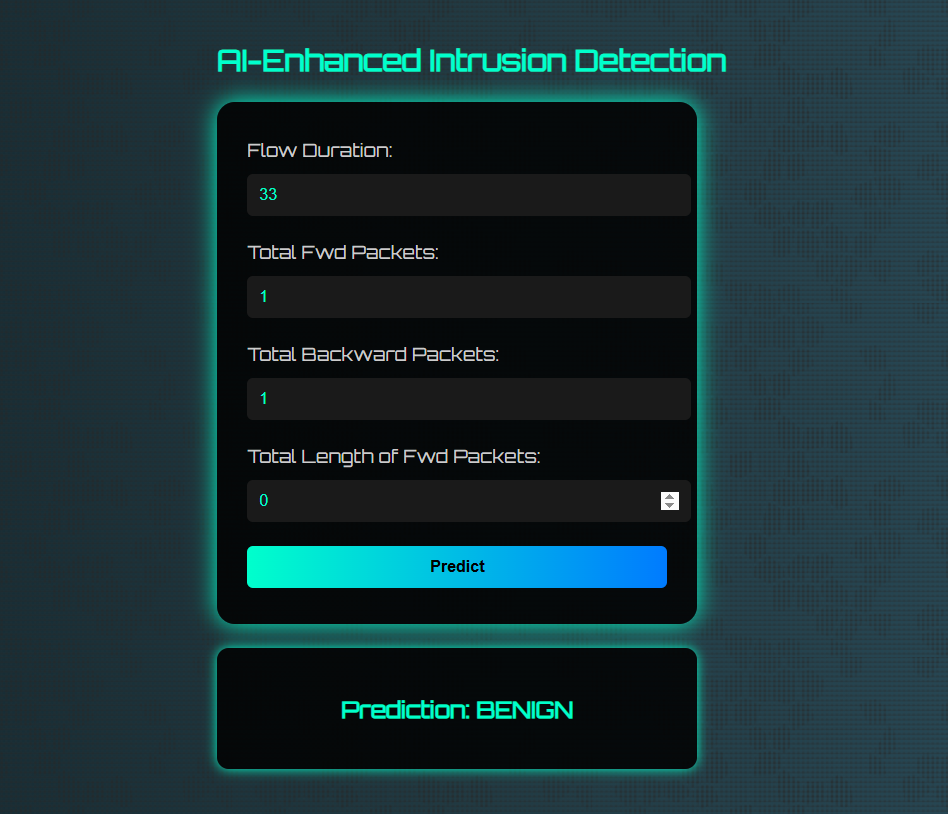 AI-Enhanced Intrusion Detection
Flow Duration:
33
Total Fwd Packets:
1
Total Backward Packets:
1
Total Length of Fwd Packets:
0
Predict
Prediction: BENIGN